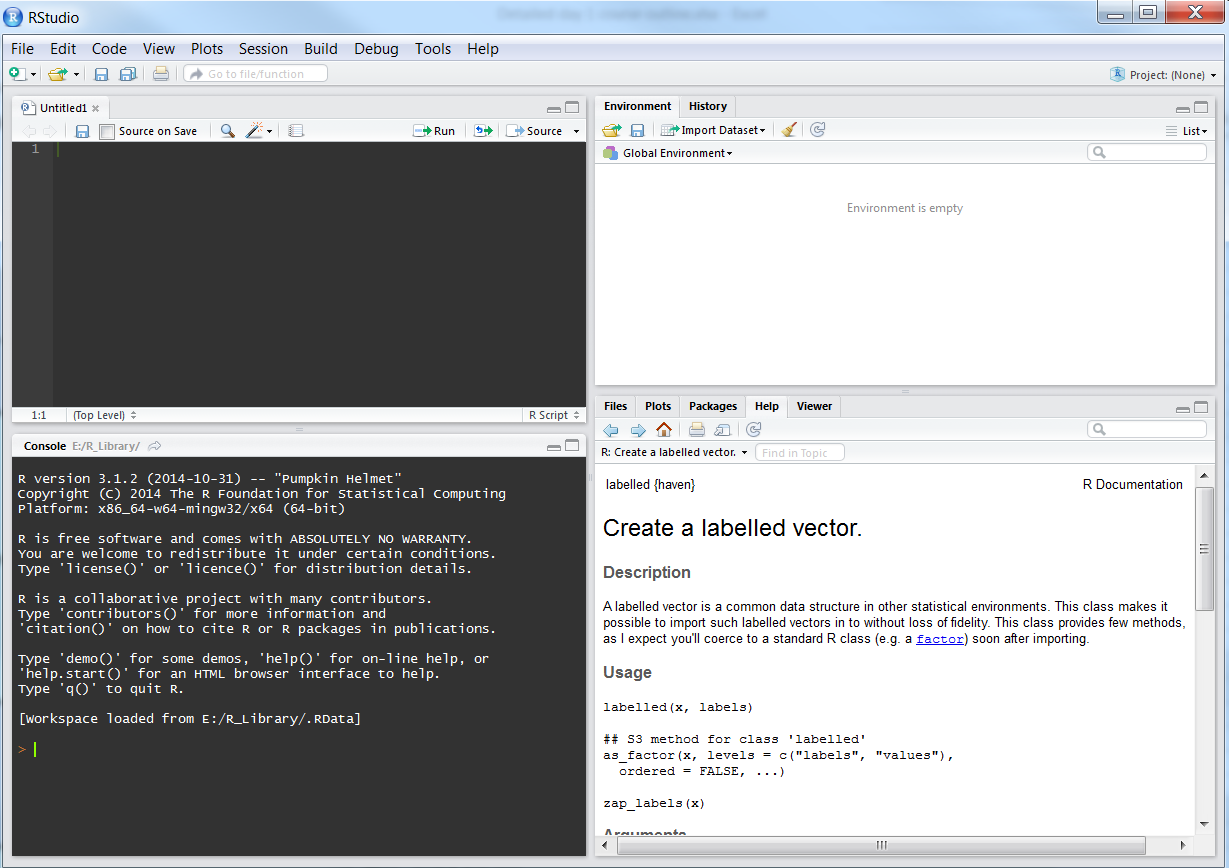 RStudio
File Edit Code View Plots Session Build Debug Tools Help
Go to file/function
Project: (None)
Untitled1
Source on Save Run Source
1
1:1 (Top Level) R Script
Console E:/R_Library/
R version 3.1.2 (2014-10-31) -- "Pumpkin Helmet"
Copyright (C) 2014 The R Foundation for Statistical Computing
Platform: x86_64-w64-mingw32/x64 (64-bit)
R is free software and comes with ABSOLUTELY NO WARRANTY.
You are welcome to redistribute it under certain conditions.
Type 'license()' or 'licence()' for distribution details.
R is a collaborative project with many contributors.
Type 'contributors()' for more information and
'citation()' on how to cite R or R packages in publications.
Type 'demo()' for some demos, 'help()' for on-line help, or
'help.start()' for an HTML browser interface to help.
Type 'q()' to quit R.
[Workspace loaded from E:/R_Library/.RData]
>
Environment History
Import Dataset List
Global Environment
Environment is empty
Files Plots Packages Help Viewer
R: Create a labelled vector. Find in Topic
labelled {haven} R Documentation
Create a labelled vector.
Description
A labelled vector is a common data structure in other statistical environments. This class makes it
possible to import such labelled vectors in to without loss of fidelity. This class provides few methods,
as I expect you'll coerce to a standard R class (e.g. a factor) soon after importing.
Usage
labelled(x, labels)
## S3 method for class 'labelled'
as_factor(x, levels = c("labels", "values"),
ordered = FALSE, ...)
zap_labels(x)
Arguments